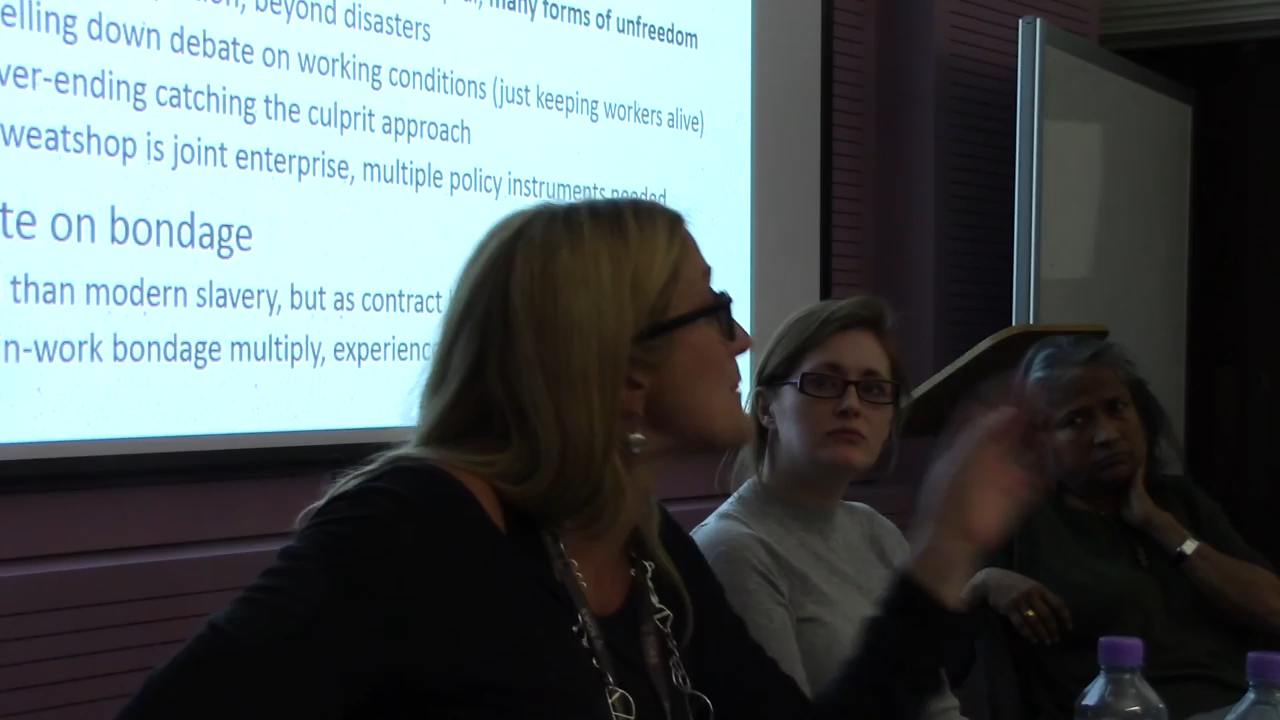 many forms of unfreedom
beyond disasters
elling down debate on working conditions (just keeping workers alive)
ver-ending catching the culprit approach
weatshop is joint enterprise, multiple policy instruments needed
te on bondage
than modern slavery, but as contract
n-work bondage multiply, experienc